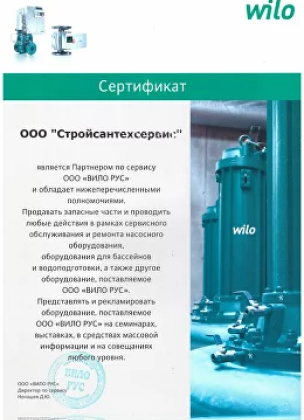 wilo
Сертификат
ООО "Стройсантехсервис"
является Партнером по сервису
ООО «ВИЛО РУС»
и обладает нижеперечисленными
полномочиями.
Продавать запасные части и проводить
любые действия в рамках сервисного
обслуживания и ремонта насосного
оборудования,
оборудования для бассейнов
и водоподготовки, а также другое
оборудование, поставляемое
ООО «ВИЛО РУС».
Представлять и рекламировать
оборудование, поставляемое
ООО «ВИЛО РУС» на семинарах,
выставках, в средствах массовой
информации и на совещаниях
любого уровня.
wilo
ООО «ВИЛО РУС»
Директор по сервису
ВИЛО
РУС